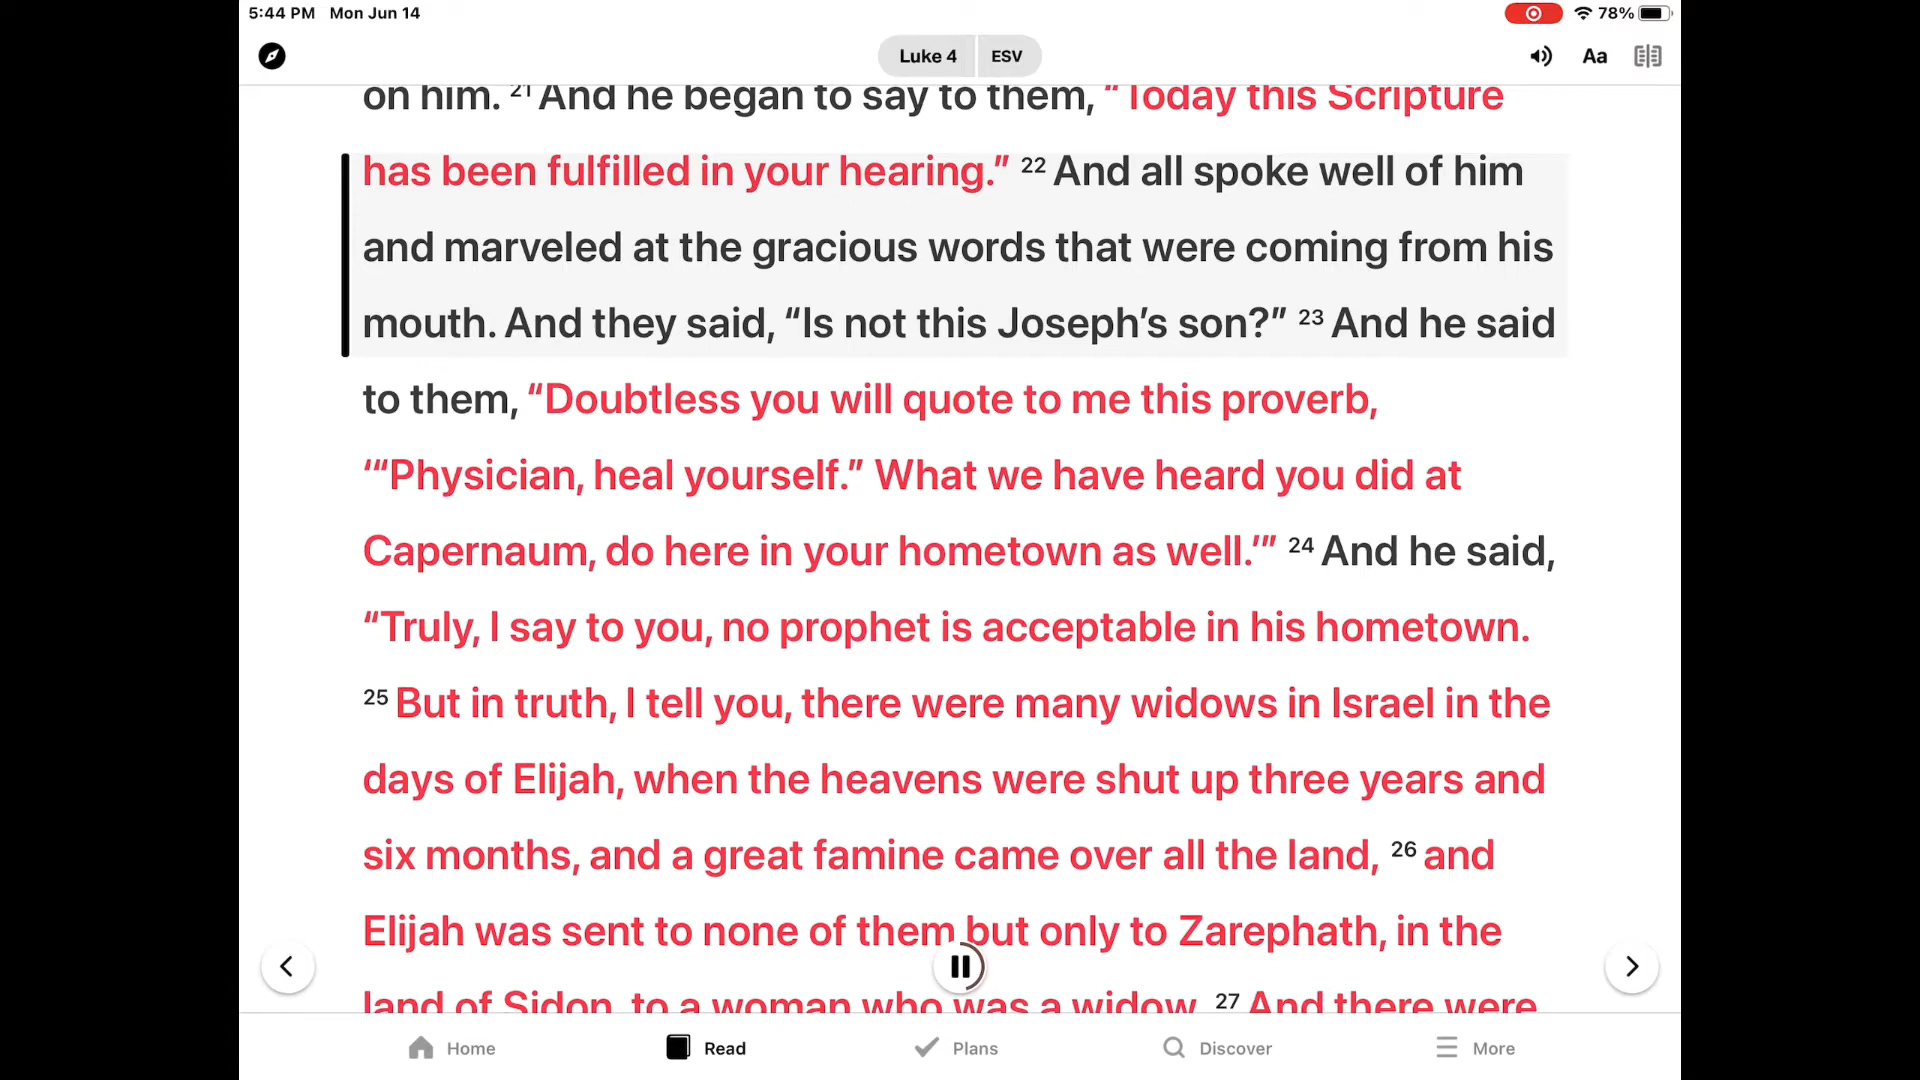 5:44 PM Mon Jun 14
78%
Luke 4 ESV
Aa
on him. 21 And he began to say to them, “Today this Scripture
has been fulfilled in your hearing.” 22 And all spoke well of him
and marveled at the gracious words that were coming from his
mouth. And they said, “Is not this Joseph’s son?” 23 And he said
to them, “Doubtless you will quote to me this proverb,
‘“Physician, heal yourself.” What we have heard you did at
Capernaum, do here in your hometown as well.’” 24 And he said,
“Truly, I say to you, no prophet is acceptable in his hometown.
25 But in truth, I tell you, there were many widows in Israel in the
days of Elijah, when the heavens were shut up three years and
six months, and a great famine came over all the land, 26 and
Elijah was sent to none of them but only to Zarephath, in the
land of Sidon, to a woman who was a widow. 27 And there were
Home Read Plans Discover More